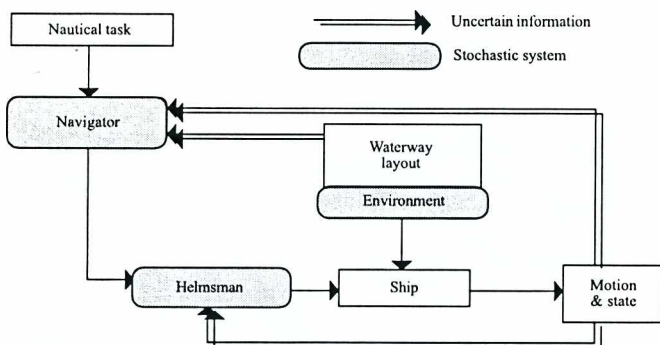 Nautical task
Uncertain information
Stochastic system
Navigator
Waterway
layout
Environment
Helmsman
Ship
Motion
& state